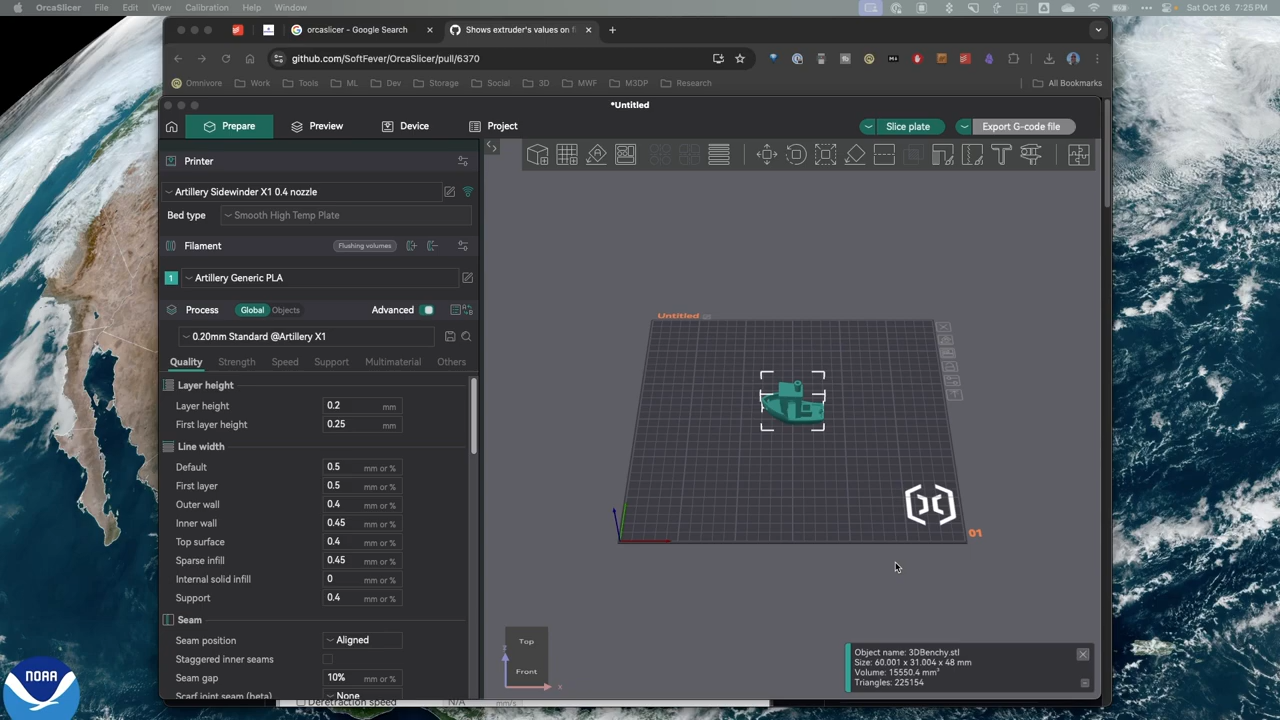 OrcaSlicer File Edit View Calibration Help Window Sat Oct 26 7:25 PM
orcaslicer - Google Search Shows extruder's values on f
github.com/SoftFever/OrcaSlicer/pull/6370
Omnivore Work Tools ML Dev Storage Social 3D MWF M3DP Research All Bookmarks
*Untitled
Prepare Preview Device Project Slice plate Export G-code file
Printer
Artillery Sidewinder X1 0.4 nozzle
Bed type Smooth High Temp Plate
Filament Flushing volumes
1 Artillery Generic PLA
Process Global Objects Advanced
0.20mm Standard @Artillery X1
Quality Strength Speed Support Multimaterial Others
Layer height
Layer height 0.2 mm
First layer height 0.25 mm
Line width
Default 0.5 mm or %
First layer 0.5 mm or %
Outer wall 0.4 mm or %
Inner wall 0.45 mm or %
Top surface 0.4 mm or %
Sparse infill 0.45 mm or %
Internal solid infill 0 mm or %
Support 0.4 mm or %
Seam
Seam position Aligned
Staggered inner seams
Seam gap 10% mm or %
Scarf joint seam (beta) None
Deretraction speed N/A mm/s
Untitled
01
Top
Front
z
x
Object name: 3DBenchy.stl
Size: 60.001 x 31.004 x 48 mm
Volume: 15550.4 mm³
Triangles: 225154
NOAA